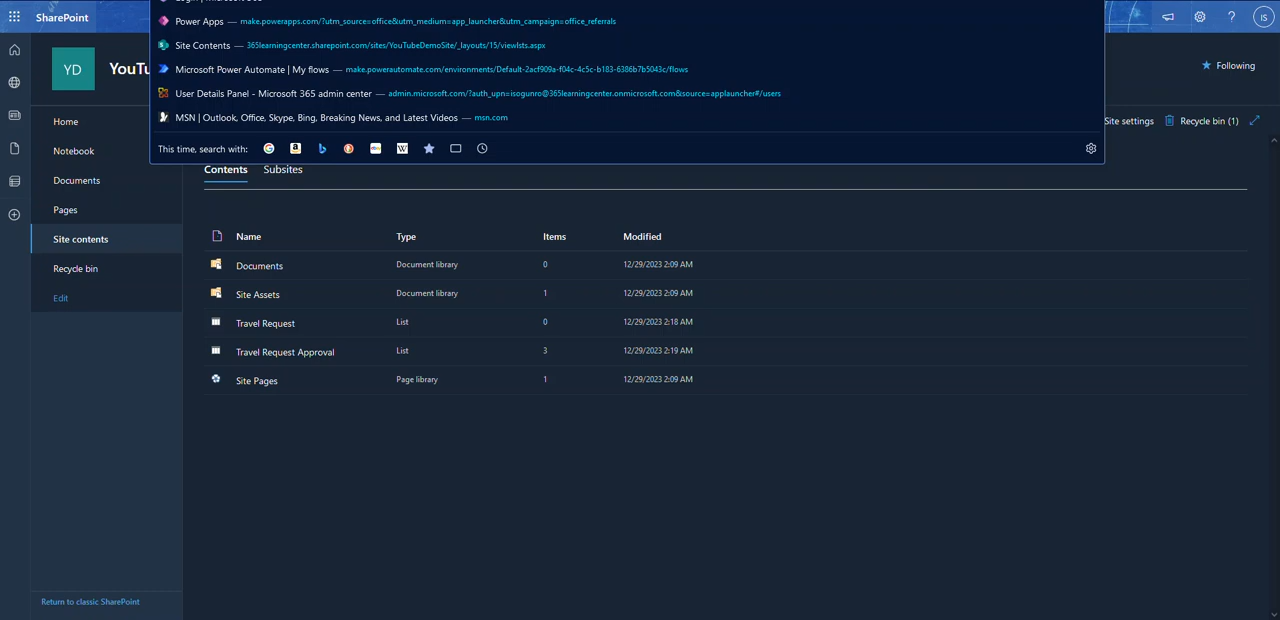 SharePoint
Power Apps — make.powerapps.com/?utm_source=office&utm_medium=app_launcher&utm_campaign=office_referrals
Site Contents — 365learningcenter.sharepoint.com/sites/YouTubeDemoSite/_layouts/15/viewlsts.aspx
Microsoft Power Automate | My flows — make.powerautomate.com/environments/Default-2acf909a-f04c-4c5c-b183-6386b7b5043c/flows
User Details Panel - Microsoft 365 admin center — admin.microsoft.com/?auth_upn=isogunro@365learningcenter.onmicrosoft.com&source=applauncher#/users
MSN | Outlook, Office, Skype, Bing, Breaking News, and Latest Videos — msn.com
This time, search with:
IS
YD
YouTu
Following
Site settings
Recycle bin (1)
Home
Notebook
Documents
Pages
Site contents
Recycle bin
Edit
Return to classic SharePoint
Contents Subsites
Name Type Items Modified
Documents Document library 0 12/29/2023 2:09 AM
Site Assets Document library 1 12/29/2023 2:09 AM
Travel Request List 0 12/29/2023 2:18 AM
Travel Request Approval List 3 12/29/2023 2:19 AM
Site Pages Page library 1 12/29/2023 2:09 AM